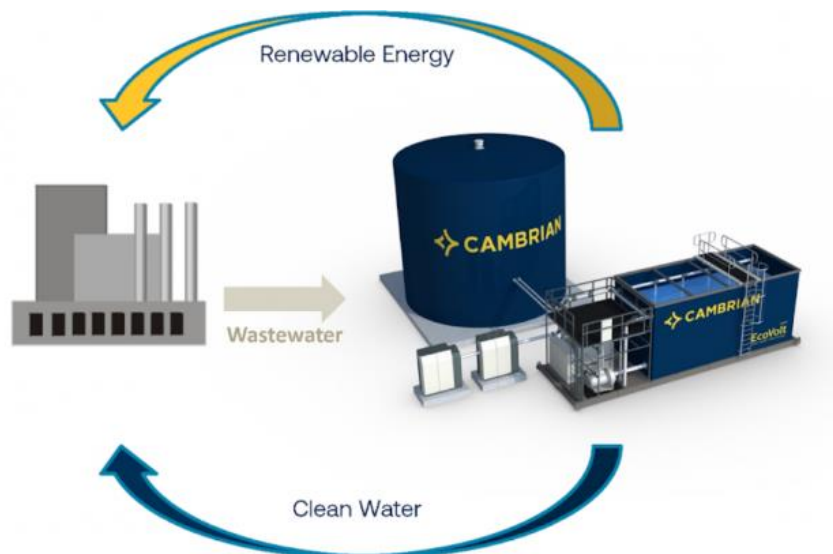 Renewable Energy
CAMBRIAN
Wastewater
CAMBRIAN
EcoVolt
Clean Water